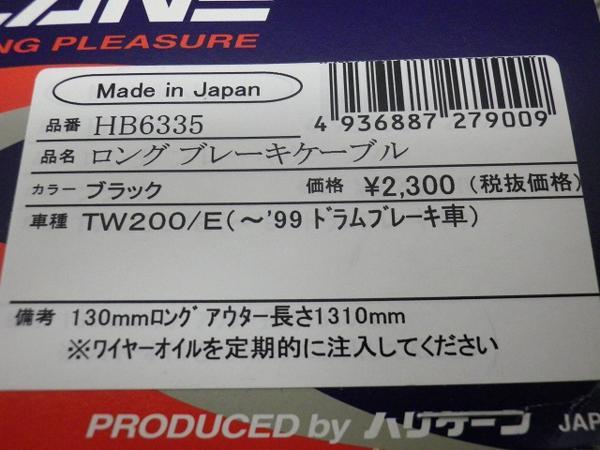 NG PLEASURE
Made in Japan
4 936887 279009
品番 HB6335
品名 ロング ブレーキケーブル
カラー ブラック 価格 ¥2,300 (税抜価格)
車種 TW200/E(~'99 ドラムブレーキ車)
備考 130mmロング アウター長さ1310mm
※ワイヤーオイルを定期的に注入してください
PRODUCED by ハリケーン JAP